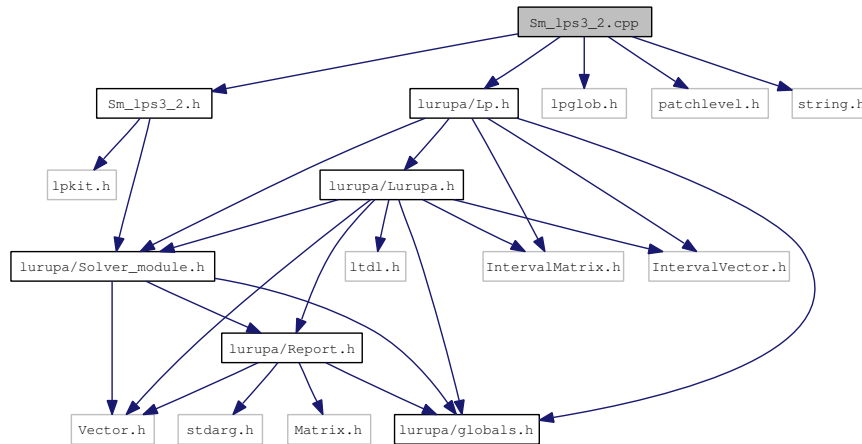 Sm_lps3_2.cpp
Sm_lps3_2.h
lurupa/Lp.h
lpglob.h
patchlevel.h
string.h
lpkit.h
lurupa/Lurupa.h
lurupa/Solver_module.h
ltdl.h
IntervalMatrix.h
IntervalVector.h
lurupa/Report.h
Vector.h
stdarg.h
Matrix.h
lurupa/globals.h